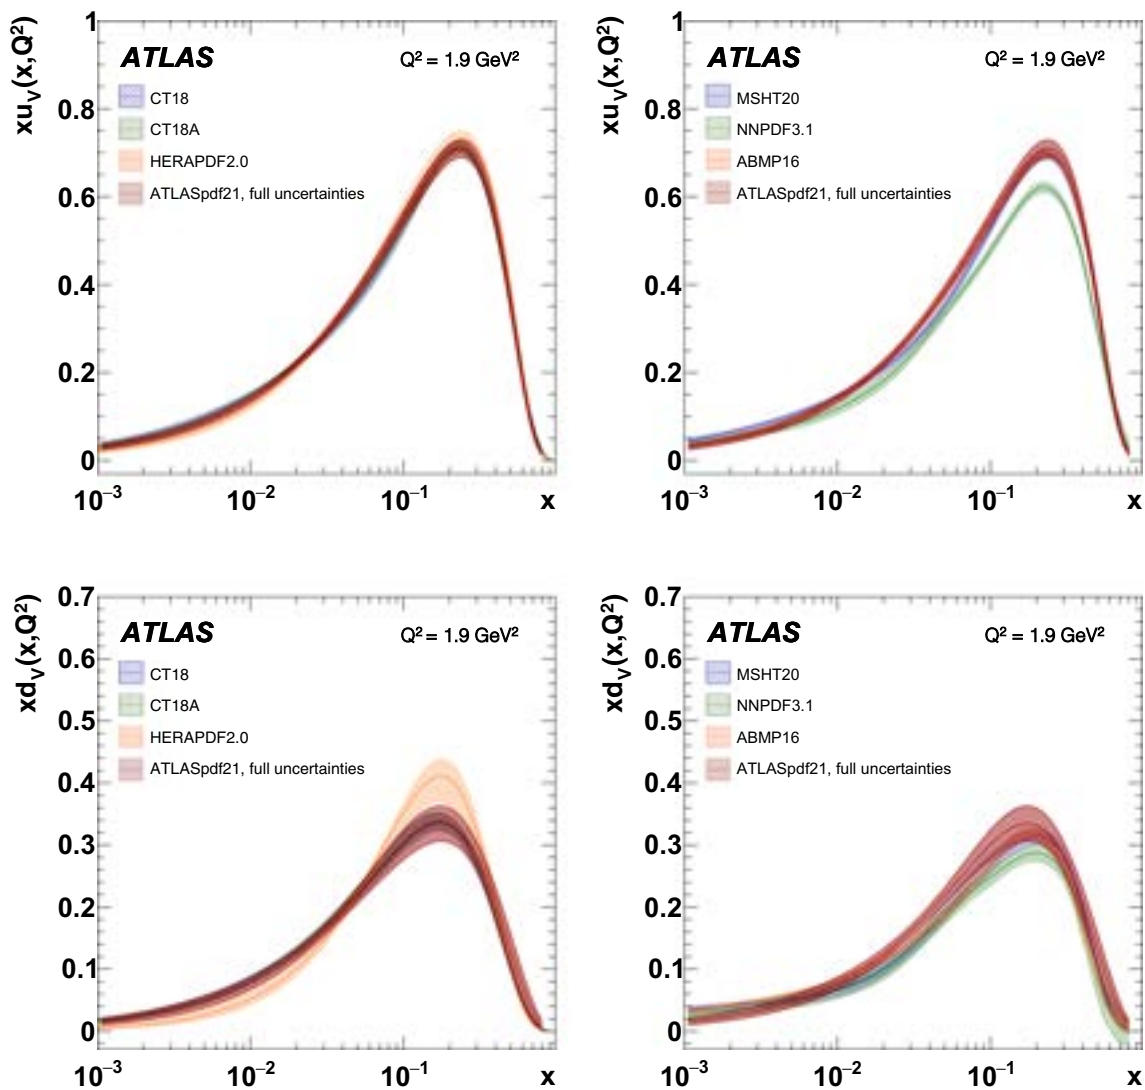 xu_V(x,Q²)
1
0.8
0.6
0.4
0.2
0
ATLAS Q² = 1.9 GeV²
CT18
CT18A
HERAPDF2.0
ATLASpdf21, full uncertainties
10⁻³ 10⁻² 10⁻¹ x
xu_V(x,Q²)
1
0.8
0.6
0.4
0.2
0
ATLAS Q² = 1.9 GeV²
MSHT20
NNPDF3.1
ABMP16
ATLASpdf21, full uncertainties
10⁻³ 10⁻² 10⁻¹ x
xd_V(x,Q²)
0.7
0.6
0.5
0.4
0.3
0.2
0.1
0
ATLAS Q² = 1.9 GeV²
CT18
CT18A
HERAPDF2.0
ATLASpdf21, full uncertainties
10⁻³ 10⁻² 10⁻¹ x
xd_V(x,Q²)
0.7
0.6
0.5
0.4
0.3
0.2
0.1
0
ATLAS Q² = 1.9 GeV²
MSHT20
NNPDF3.1
ABMP16
ATLASpdf21, full uncertainties
10⁻³ 10⁻² 10⁻¹ x